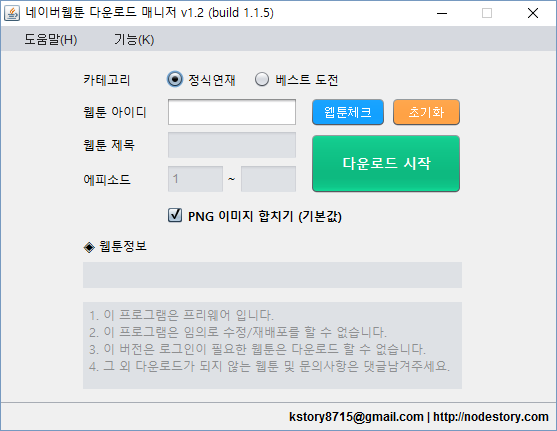 네이버웹툰 다운로드 매니저 v1.2 (build 1.1.5)
도움말(H) 기능(K)
카테고리 정식연재 베스트 도전
웹툰 아이디 웹툰체크 초기화
웹툰 제목 다운로드 시작
에피소드 1 ~
PNG 이미지 합치기 (기본값)
◈ 웹툰정보
1. 이 프로그램은 프리웨어 입니다.
2. 이 프로그램은 임의로 수정/재배포를 할 수 없습니다.
3. 이 버전은 로그인이 필요한 웹툰은 다운로드 할 수 없습니다.
4. 그 외 다운로드가 되지 않는 웹툰 및 문의사항은 댓글남겨주세요.
kstory8715@gmail.com | http://nodestory.com